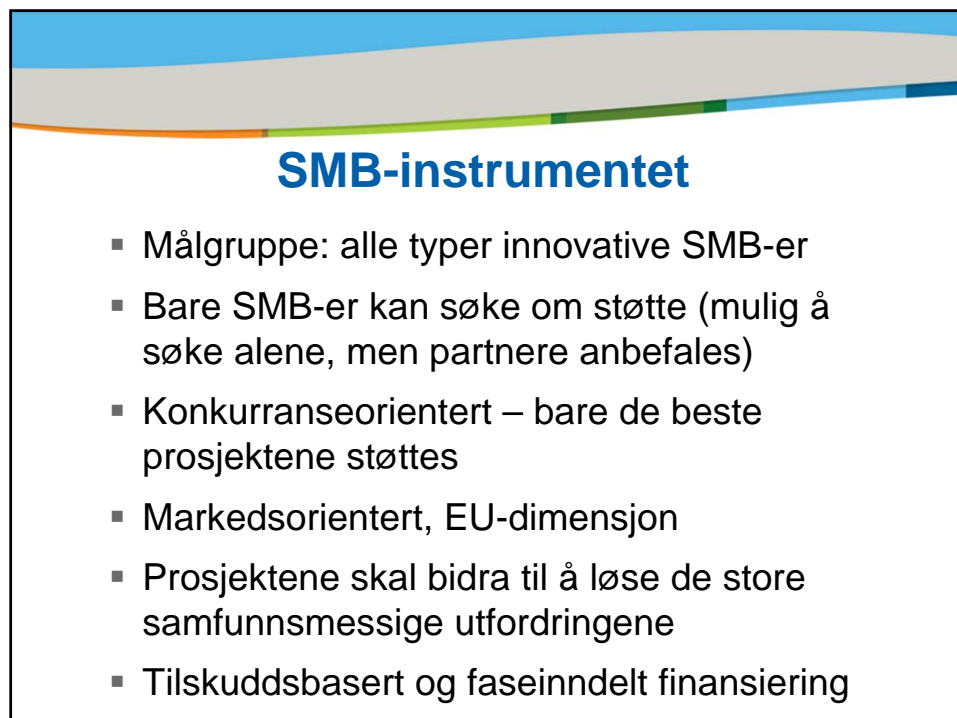 SMB-instrumentet
▪ Målgruppe: alle typer innovative SMB-er
▪ Bare SMB-er kan søke om støtte (mulig å
søke alene, men partnere anbefales)
▪ Konkurranseorientert – bare de beste
prosjektene støttes
▪ Markedsorientert, EU-dimensjon
▪ Prosjektene skal bidra til å løse de store
samfunnsmessige utfordringene
▪ Tilskuddsbasert og faseinndelt finansiering